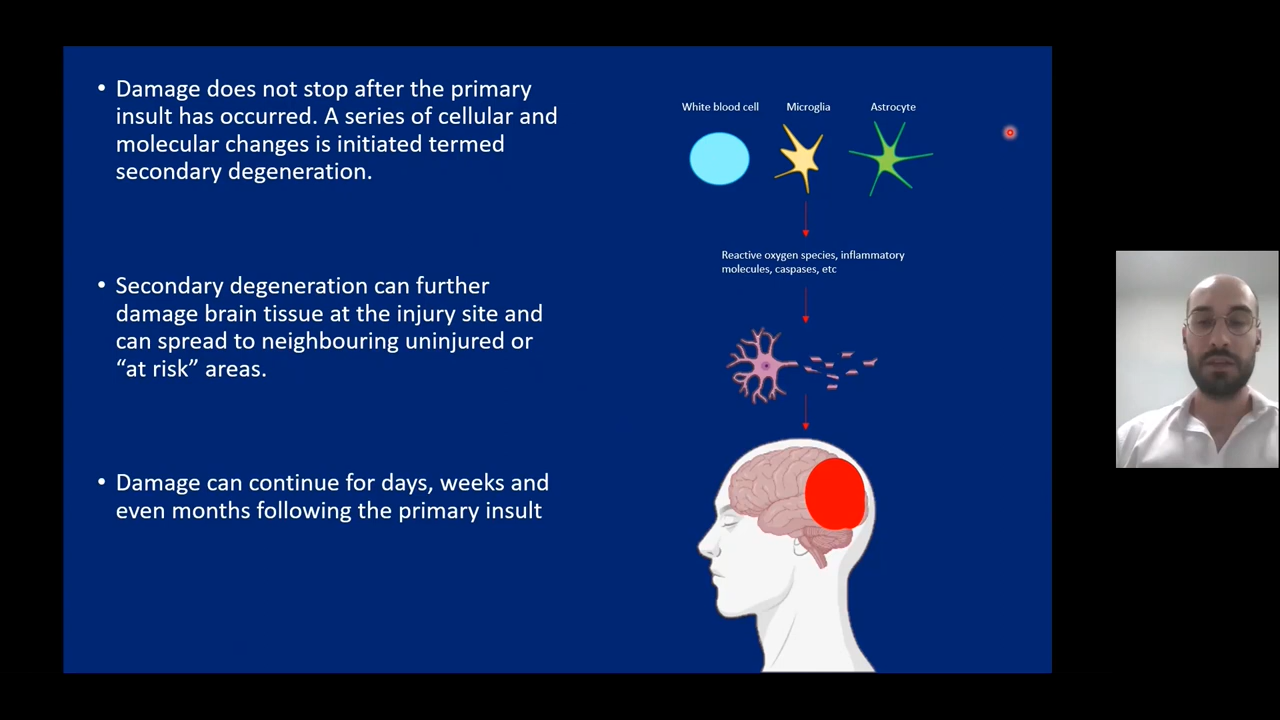 • Damage does not stop after the primary
insult has occurred. A series of cellular and
molecular changes is initiated termed
secondary degeneration.
• Secondary degeneration can further
damage brain tissue at the injury site and
can spread to neighbouring uninjured or
“at risk” areas.
• Damage can continue for days, weeks and
even months following the primary insult
White blood cell Microglia Astrocyte
Reactive oxygen species, inflammatory
molecules, caspases, etc